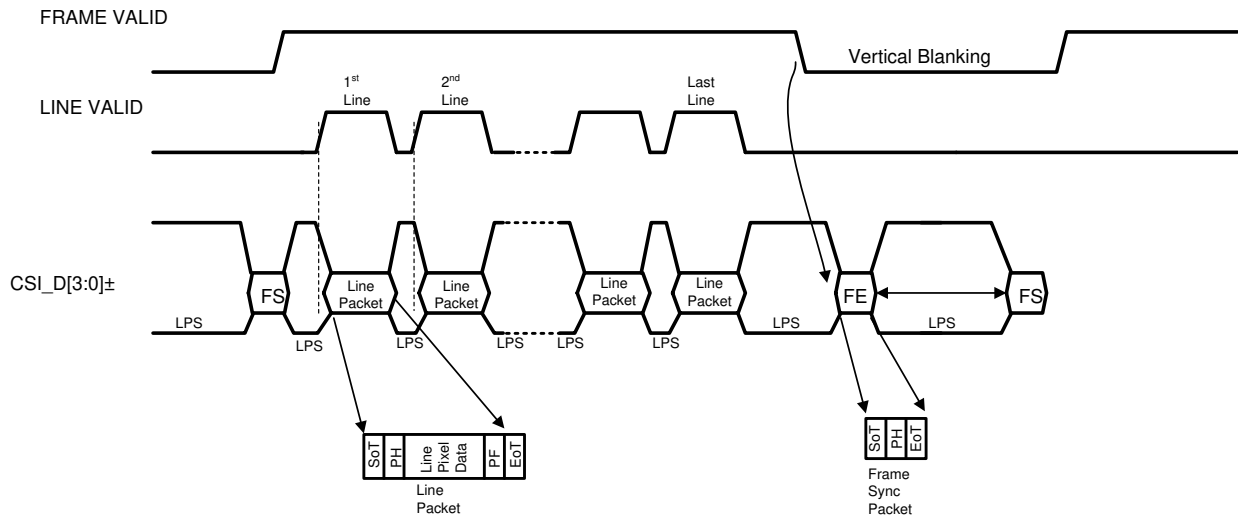 FRAME VALID
Vertical Blanking
1st
Line
2nd
Line
Last
Line
LINE VALID
CSI_D[3:0]±
FS
Line
Packet
Line
Packet
Line
Packet
Line
Packet
FE
FS
LPS
LPS
LPS
LPS
LPS
LPS
LPS
LPS
SoT
PH
Line
Pixel
Data
PF
EoT
Line
Packet
SoT
PH
EoT
Frame
Sync
Packet